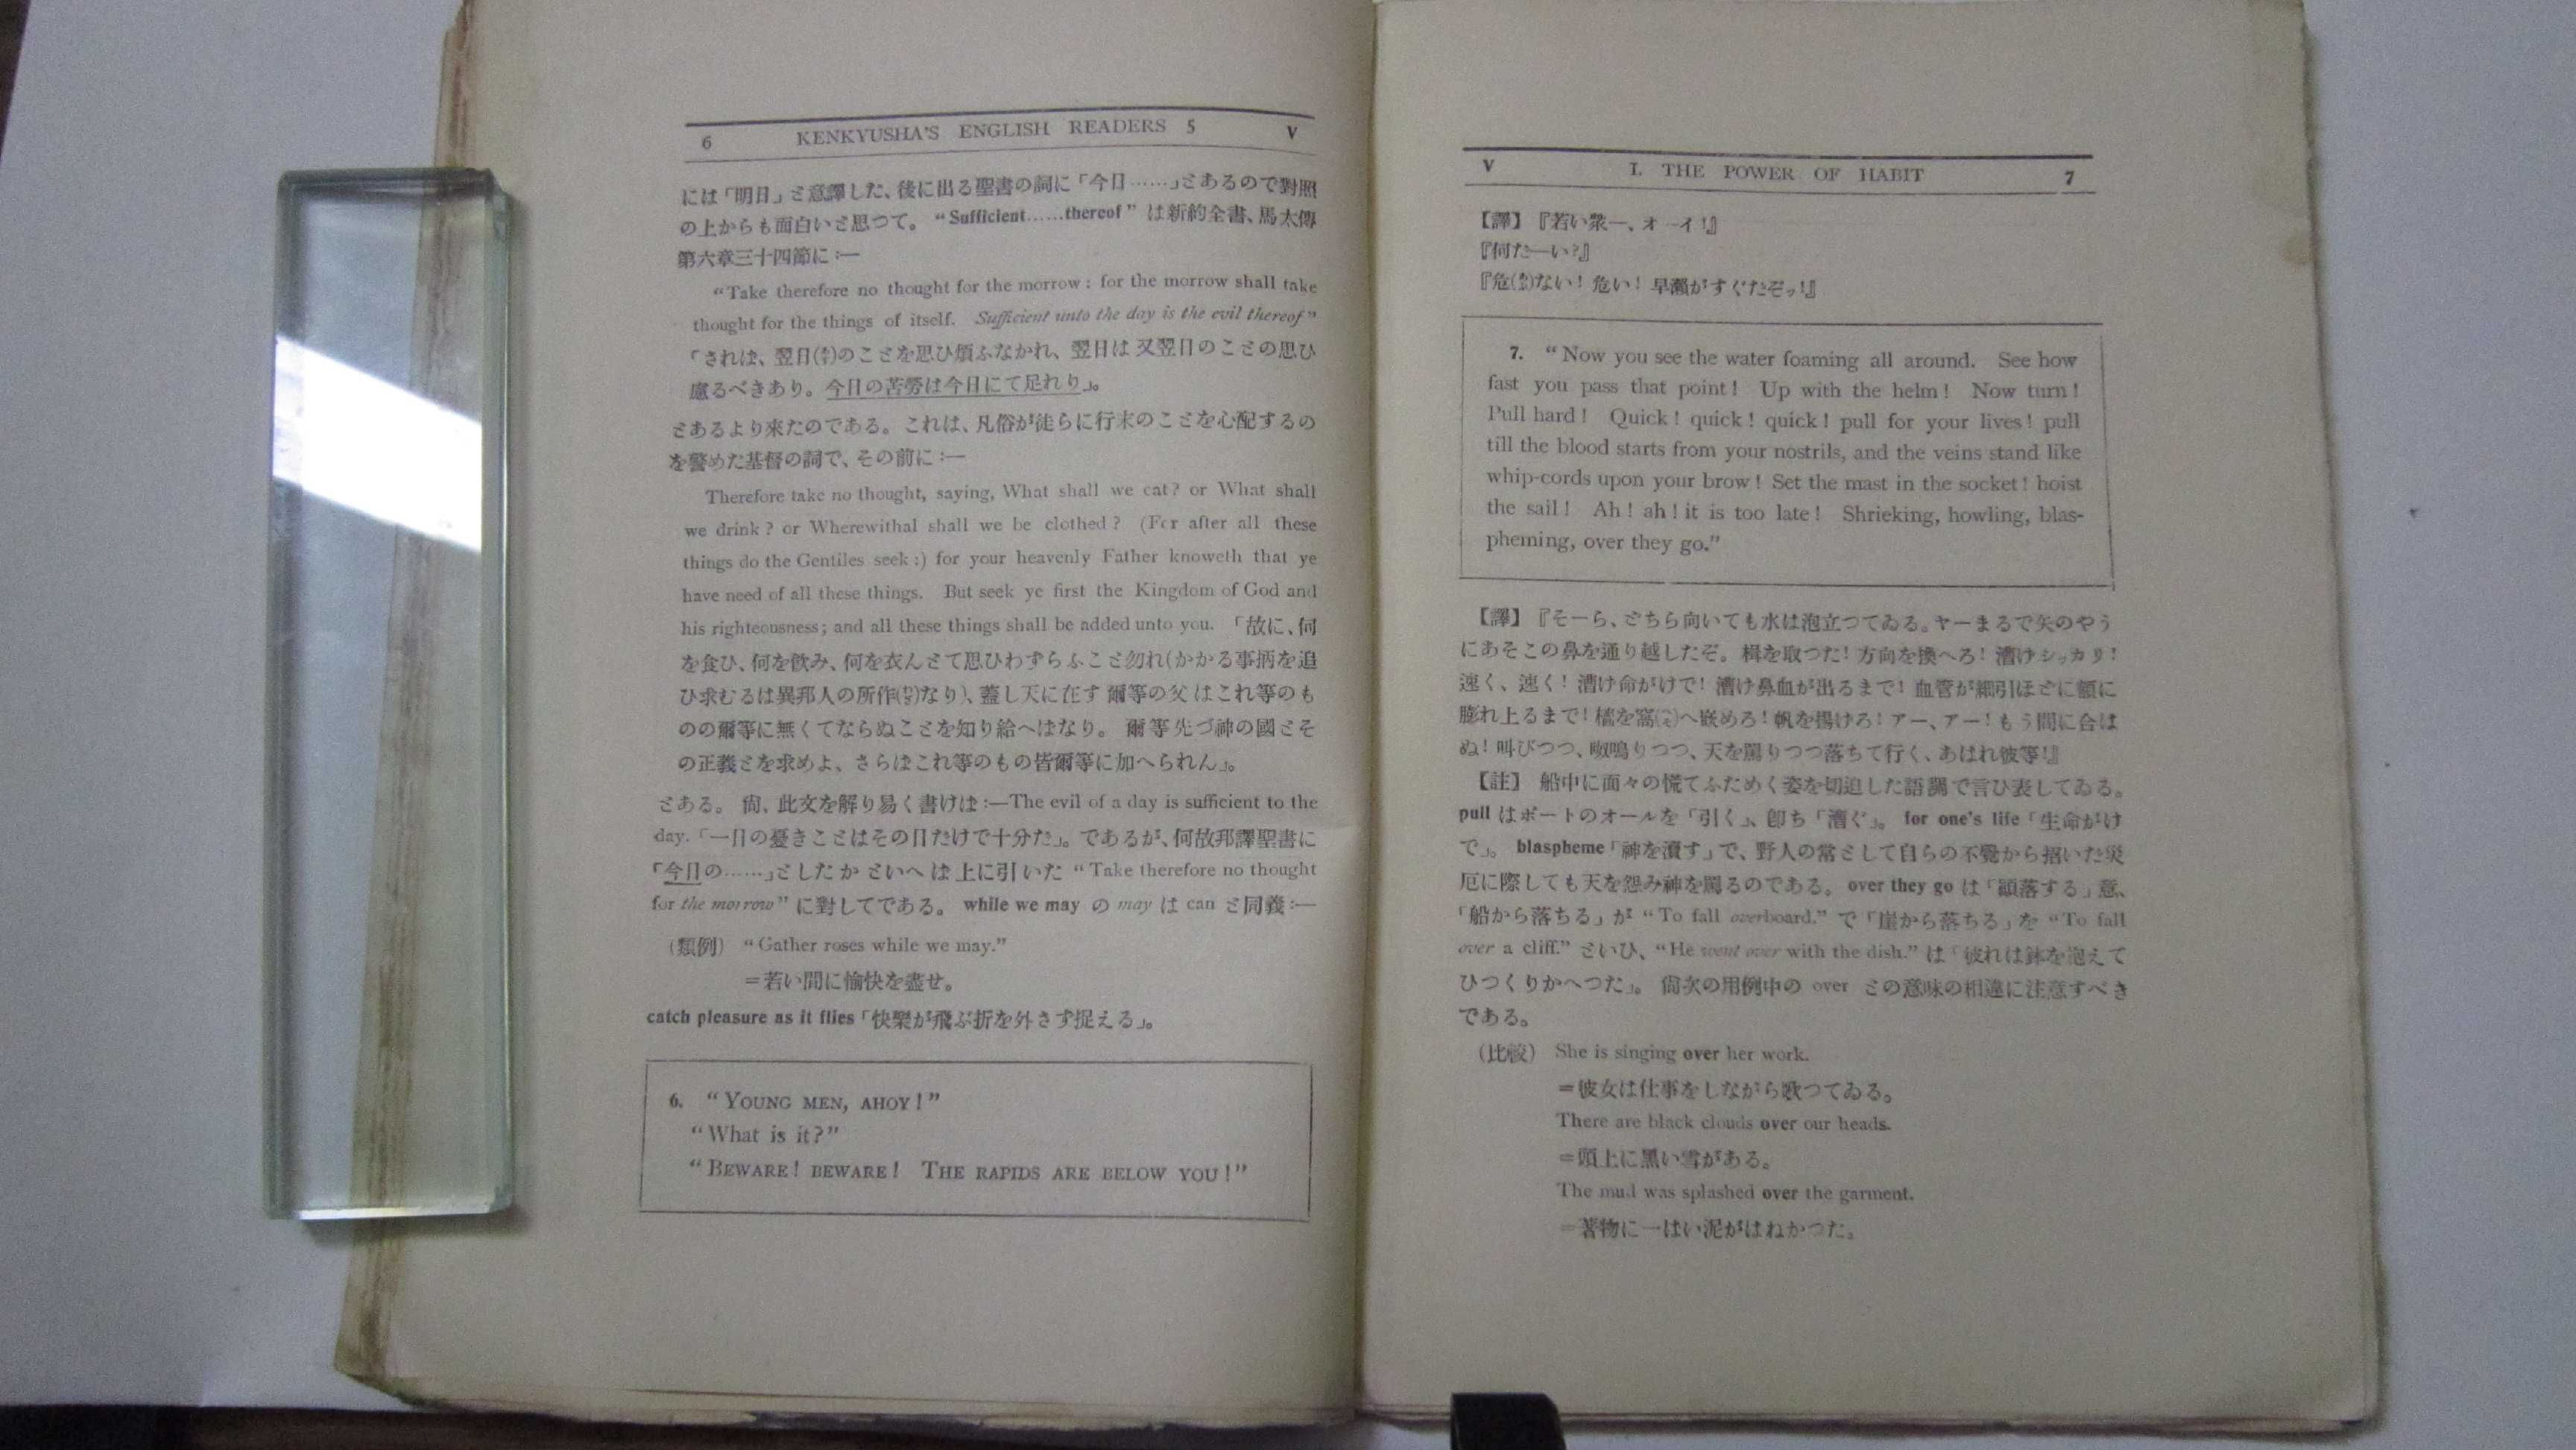 6 KENKYUSHA'S ENGLISH READERS 5 V
には「明日」と意譯した、後に出る聖書の詞に「今日……」とあるので對照
の上からも面白いと思つて。 “Sufficient……thereof” は新約全書、馬太傳
第六章三十四節に:—
“Take therefore no thought for the morrow: for the morrow shall take
thought for the things of itself. Sufficient unto the day is the evil thereof”
「されば、翌日のことを思ひ煩ふなかれ、翌日は又翌日のことの思ひ
慮るべきあり。今日の苦勞は今日にて足れり」。
とあるより來たのである。これは、凡俗が徒らに行末のことを心配するの
を警めた基督の詞で、その前に:—
Therefore take no thought, saying, What shall we eat? or What shall
we drink? or Wherewithal shall we be clothed? (For after all these
things do the Gentiles seek:) for your heavenly Father knoweth that ye
have need of all these things. But seek ye first the Kingdom of God and
his righteousness; and all these things shall be added unto you. 「故に、何
を食ひ、何を飮み、何を衣んとて思ひわずらふこと勿れ(かかる事柄を追
ひ求むるは異邦人の所作なり)、蓋し天に在す爾等の父はこれ等のも
のの爾等に無くてならぬことを知り給へばなり。 爾等先づ神の國とそ
の正義とを求めよ、さらばこれ等のもの皆爾等に加へられん」。
とある。 尙、此文を解り易く書けば:—The evil of a day is sufficient to the
day.「一日の憂きことはその日だけで十分だ」。であるが、何故邦譯聖書に
「今日の……」としたかといへば上に引いた “Take therefore no thought
for the morrow” に對してである。 while we may の may は can と同義:—
(類例) “Gather roses while we may.”
=若い間に愉快を盡せ。
catch pleasure as it flies「快樂が飛ぶ折を外さず捉える」。
6. “YOUNG MEN, AHOY!”
“What is it?”
“BEWARE! BEWARE! THE RAPIDS ARE BELOW YOU!”
V I. THE POWER OF HABIT 7
【譯】『若い衆—、オ—イ!』
『何だ—い?』
『危ない! 危い! 早瀨がすぐだぞッ!』
7. “Now you see the water foaming all around. See how
fast you pass that point! Up with the helm! Now turn!
Pull hard! Quick! quick! quick! pull for your lives! pull
till the blood starts from your nostrils, and the veins stand like
whip-cords upon your brow! Set the mast in the socket! hoist
the sail! Ah! ah! it is too late! Shrieking, howling, blas-
pheming, over they go.”
【譯】『そーら、どちら向いても水は泡立つてゐる。ヤーまるで矢のやう
にあそこの鼻を通り越したぞ。楫を取つた! 方向を換へろ! 漕げシッカリ!
速く、速く! 漕げ命がけで! 漕げ鼻血が出るまで! 血管が細引ほどに額に
膨れ上るまで! 檣を窩へ嵌めろ! 帆を揚げろ! アー、アー! もう間に合は
ぬ! 叫びつつ、呶鳴りつつ、天を罵りつつ落ちて行く、あはれ彼等!』
【註】 船中に面々の慌てふためく姿を切迫した語調で言ひ表してゐる。
pull はボートのオールを「引く」、卽ち「漕ぐ」。 for one's life「生命がけ
で」。 blaspheme「神を瀆す」で、野人の常として自らの不覺から招いた災
厄に際しても天を怨み神を罵るのである。over they go は「顚落する」意、
「船から落ちる」が “To fall overboard.” で「崖から落ちる」を “To fall
over a cliff.” といひ、“He went over with the dish.” は「彼れは鉢を抱えて
ひつくりかへつた」。 尙次の用例中の over との意味の相違に注意すべき
である。
(比較) She is singing over her work.
=彼女は仕事をしながら歌つてゐる。
There are black clouds over our heads.
=頭上に黑い雲がある。
The mud was splashed over the garment.
=著物に一ぱい泥がはねかつた。